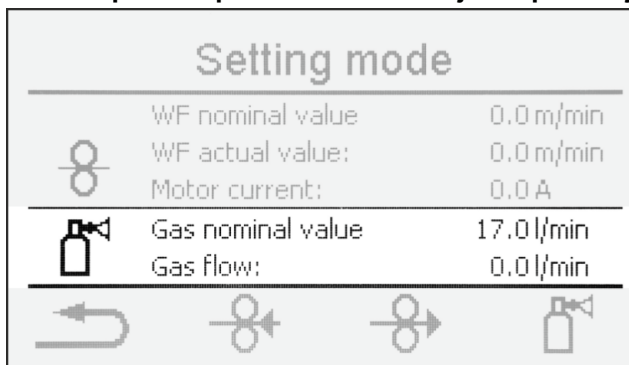 Setting mode
WF nominal value 0.0 m/min
WF actual value: 0.0 m/min
Motor current: 0.0 A
Gas nominal value 17.0 l/min
Gas flow: 0.0 l/min